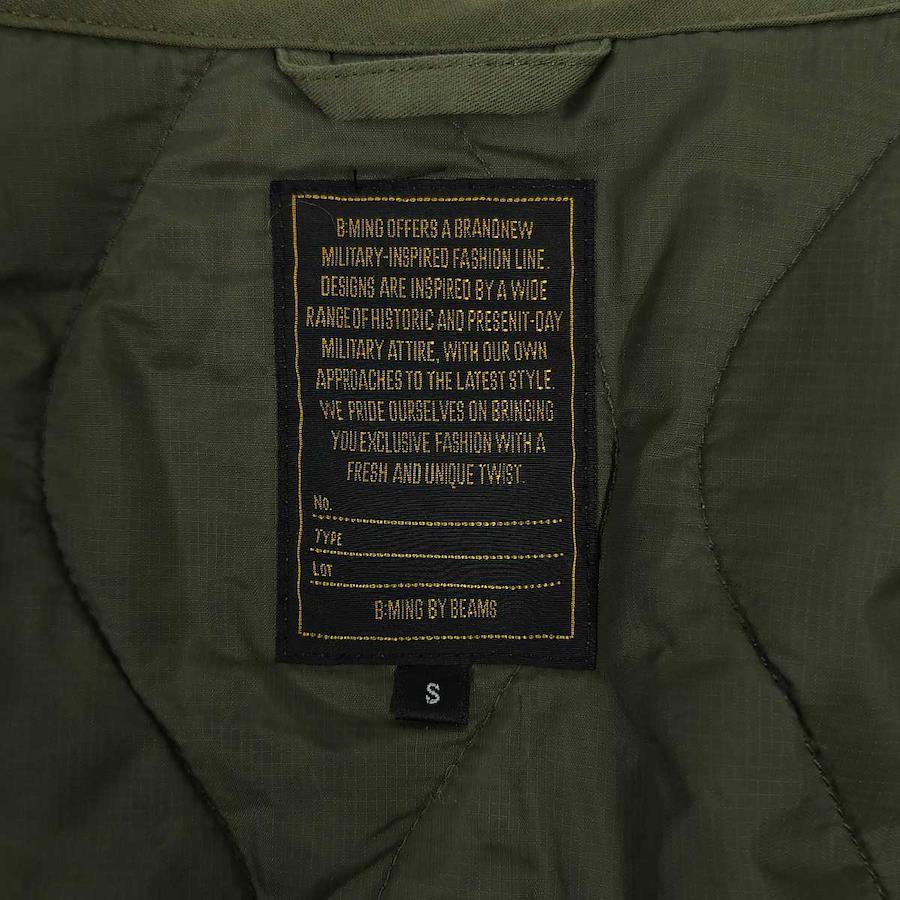 B:MING OFFERS A BRANDNEW
MILITARY-INSPIRED FASHION LINE.
DESIGNS ARE INSPIRED BY A WIDE
RANGE OF HISTORIC AND PRESENIT-DAY
MILITARY ATTIRE, WITH OUR OWN
APPROACHES TO THE LATEST STYLE.
WE PRIDE OURSELVES ON BRINGING
YOU EXCLUSIVE FASHION WITH A
FRESH AND UNIQUE TWIST.
No.
TYPE
LOT
B:MING BY BEAMS
S